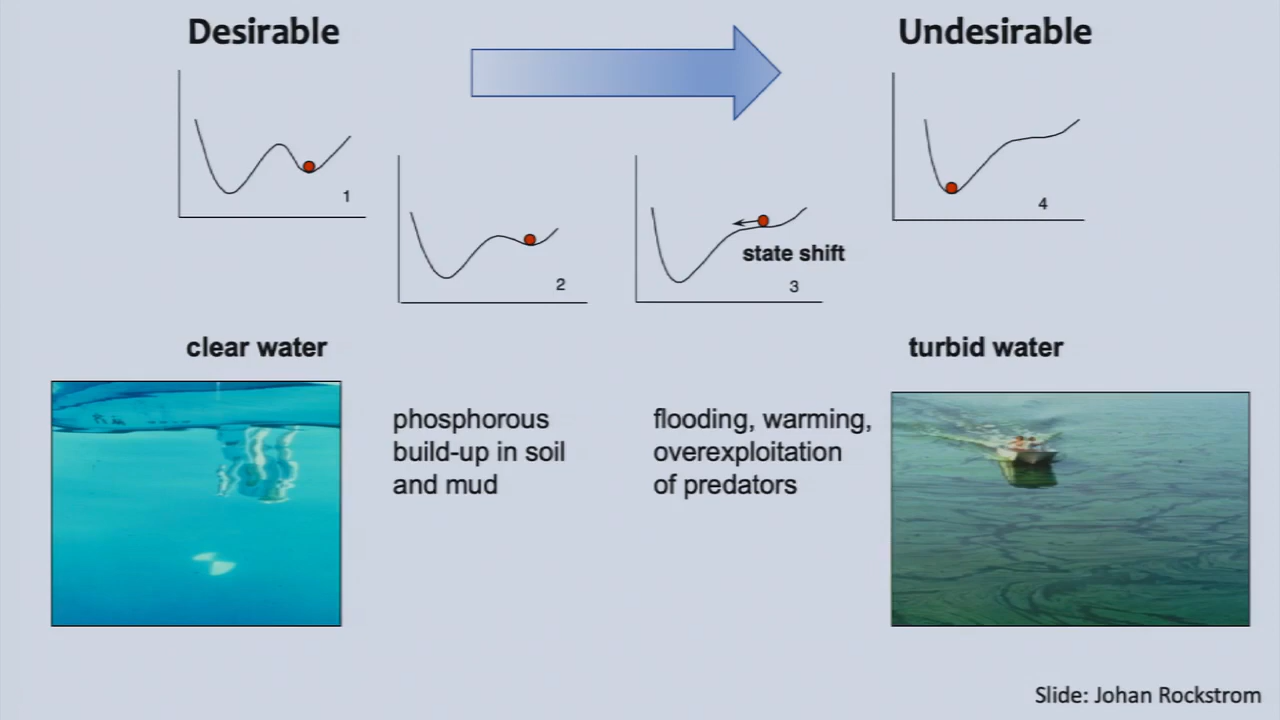 Desirable
Undesirable
1
2
state shift
3
4
clear water
turbid water
phosphorous
build-up in soil
and mud
flooding, warming,
overexploitation
of predators
Slide: Johan Rockstrom